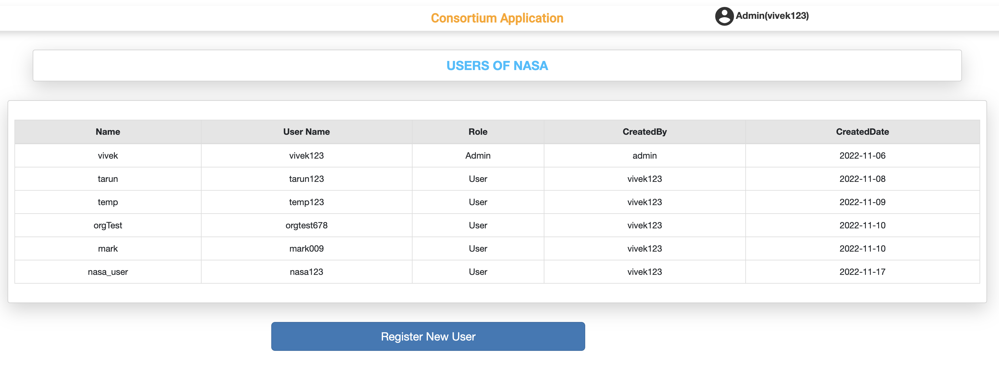 Consortium Application
Admin(vivek123)
USERS OF NASA
Name User Name Role CreatedBy CreatedDate
vivek vivek123 Admin admin 2022-11-06
tarun tarun123 User vivek123 2022-11-08
temp temp123 User vivek123 2022-11-09
orgTest orgtest678 User vivek123 2022-11-10
mark mark009 User vivek123 2022-11-10
nasa_user nasa123 User vivek123 2022-11-17
Register New User